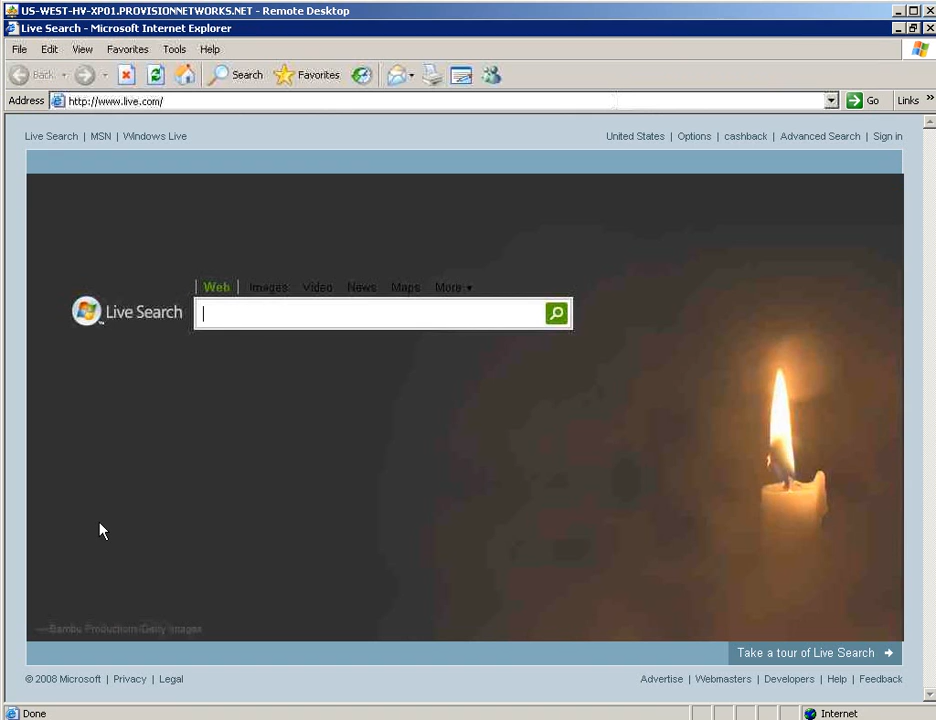 US-WEST-HV-XP01.PROVISIONNETWORKS.NET - Remote Desktop
Live Search - Microsoft Internet Explorer
File Edit View Favorites Tools Help
Back Search Favorites
Address http://www.live.com/ Go Links »
Live Search | MSN | Windows Live United States | Options | cashback | Advanced Search | Sign in
Web Images Video News Maps More
Live Search
—Bambu Productions/Getty Images
Take a tour of Live Search
© 2008 Microsoft | Privacy | Legal Advertise | Webmasters | Developers | Help | Feedback
Done Internet